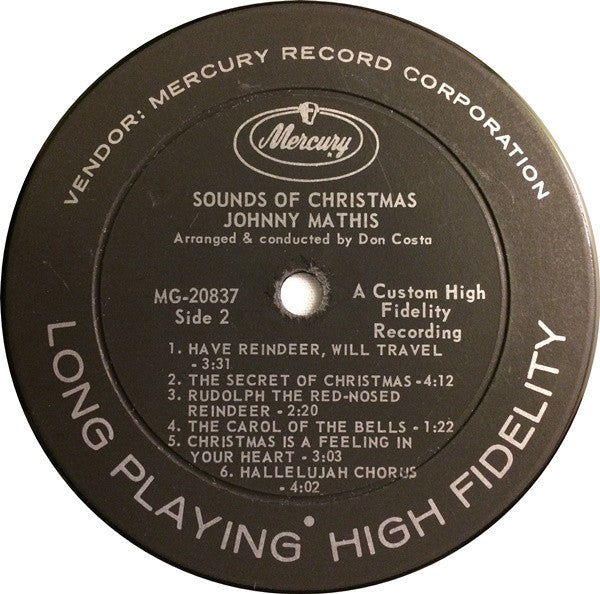 VENDOR: MERCURY RECORD CORPORATION
Mercury
SOUNDS OF CHRISTMAS
JOHNNY MATHIS
Arranged & conducted by Don Costa
MG-20837
Side 2
A Custom High
Fidelity
Recording
1. HAVE REINDEER, WILL TRAVEL
- 3:31
2. THE SECRET OF CHRISTMAS - 4:12
3. RUDOLPH THE RED-NOSED
REINDEER - 2:20
4. THE CAROL OF THE BELLS - 1:22
5. CHRISTMAS IS A FEELING IN
YOUR HEART - 3:03
6. HALLELUJAH CHORUS
- 4:02
LONG PLAYING • HIGH FIDELITY